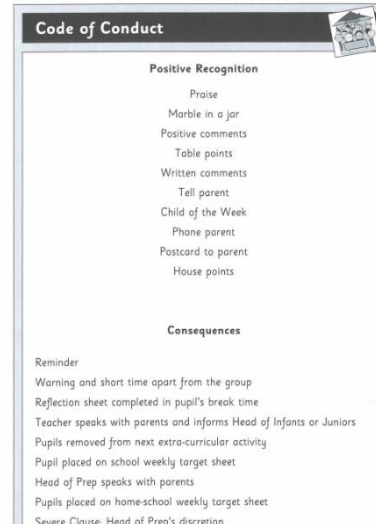 Code of Conduct
Positive Recognition
Praise
Marble in a jar
Positive comments
Table points
Written comments
Tell parent
Child of the Week
Phone parent
Postcard to parent
House points
Consequences
Reminder
Warning and short time apart from the group
Reflection sheet completed in pupil's break time
Teacher speaks with parents and informs Head of Infants or Juniors
Pupils removed from next extra-curricular activity
Pupil placed on school weekly target sheet
Head of Prep speaks with parents
Pupils placed on home-school weekly target sheet
Severe Clause: Head of Prep's discretion